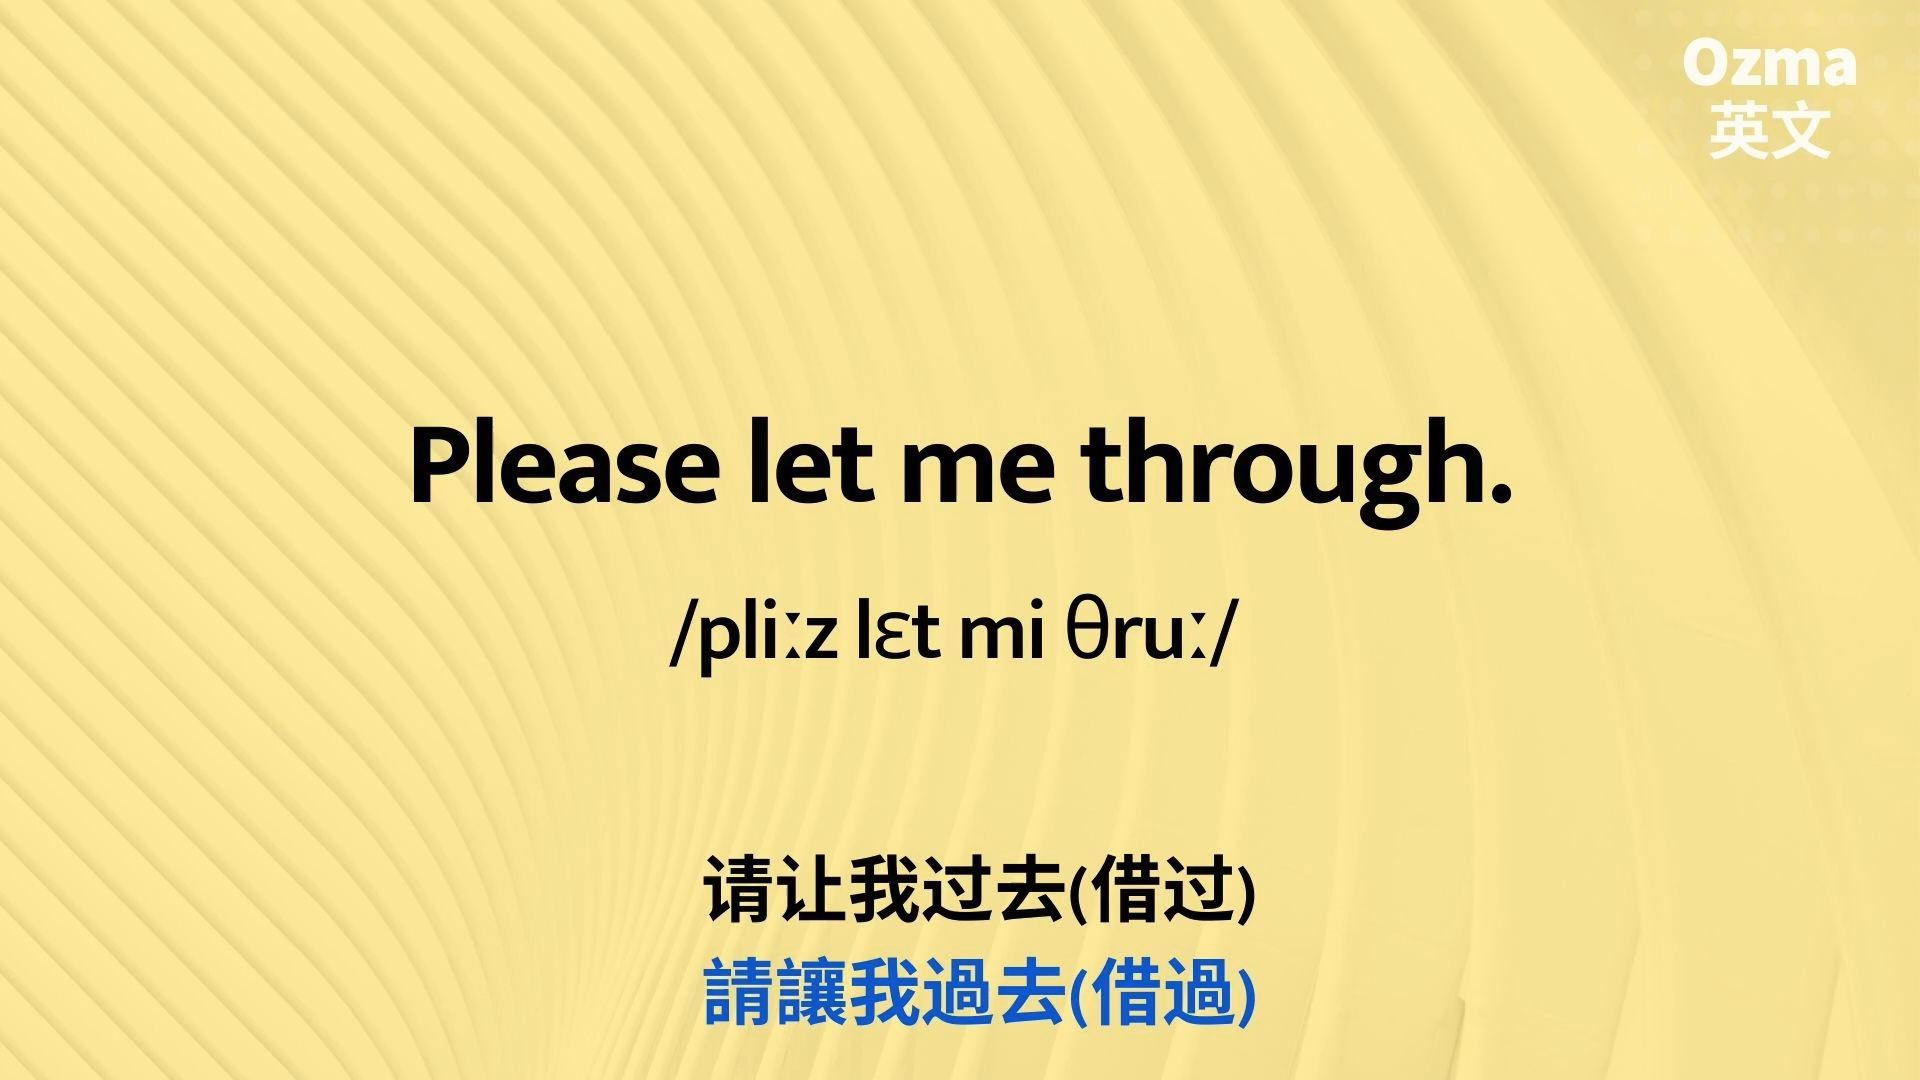 Ozma
英文
Please let me through.
/pliːz lɛt mi θruː/
请让我过去(借过)
請讓我過去(借過)